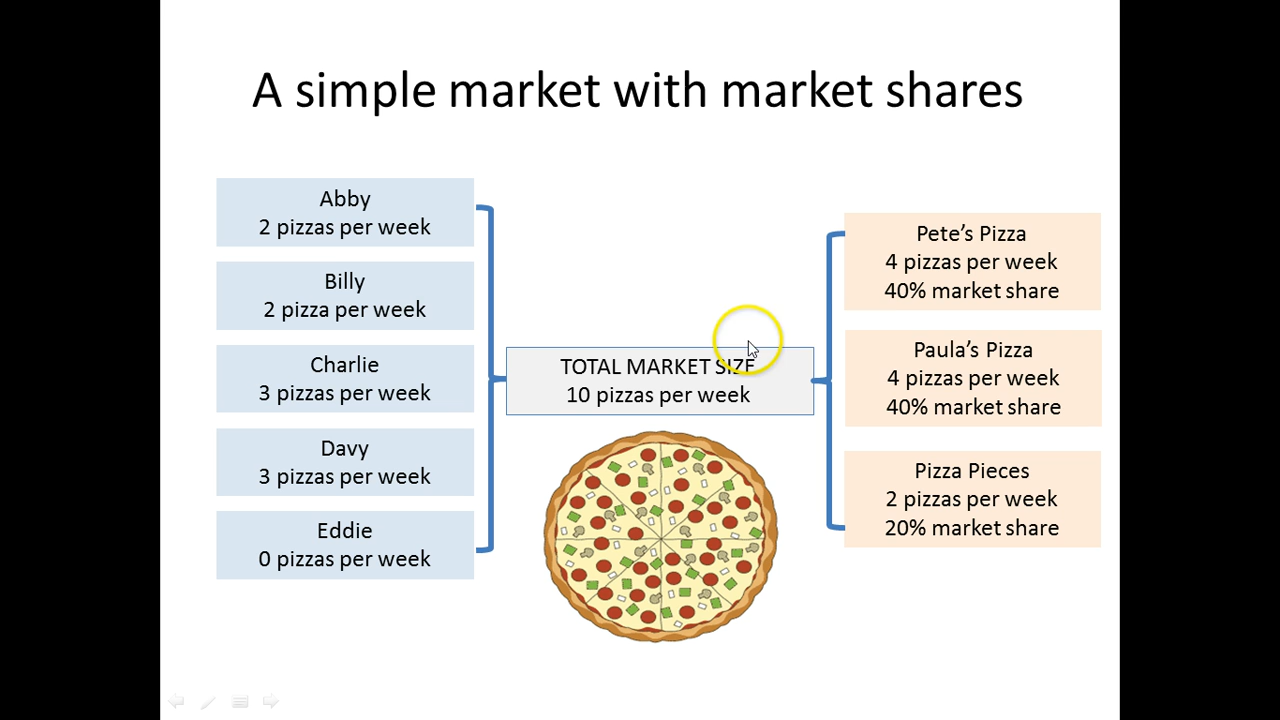 A simple market with market shares
Abby
2 pizzas per week
Billy
2 pizza per week
Charlie
3 pizzas per week
Davy
3 pizzas per week
Eddie
0 pizzas per week
TOTAL MARKET SIZE
10 pizzas per week
Pete’s Pizza
4 pizzas per week
40% market share
Paula’s Pizza
4 pizzas per week
40% market share
Pizza Pieces
2 pizzas per week
20% market share